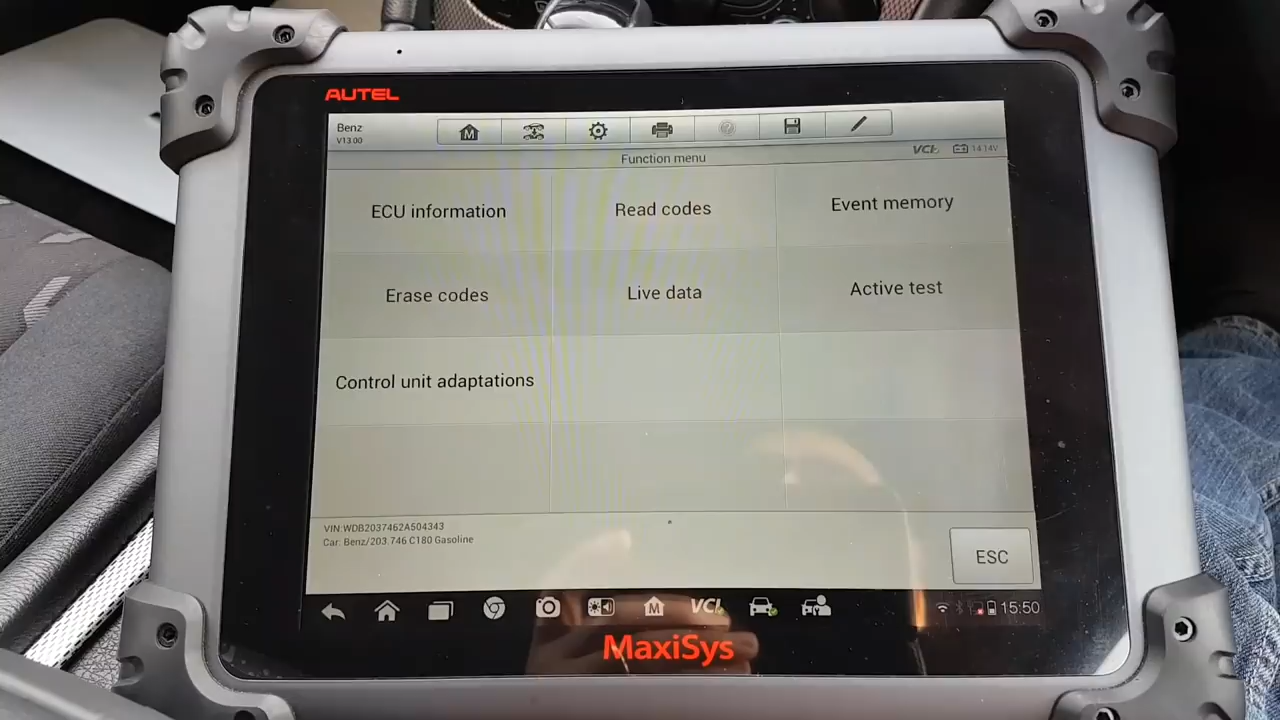 AUTEL
Benz
V13.00
M
Function menu
VCI
14.14V
ECU information
Read codes
Event memory
Erase codes
Live data
Active test
Control unit adaptations
VIN:WDB2037462A504343
Car: Benz/203.746 C180 Gasoline
ESC
M
VCI
15:50
MaxiSys